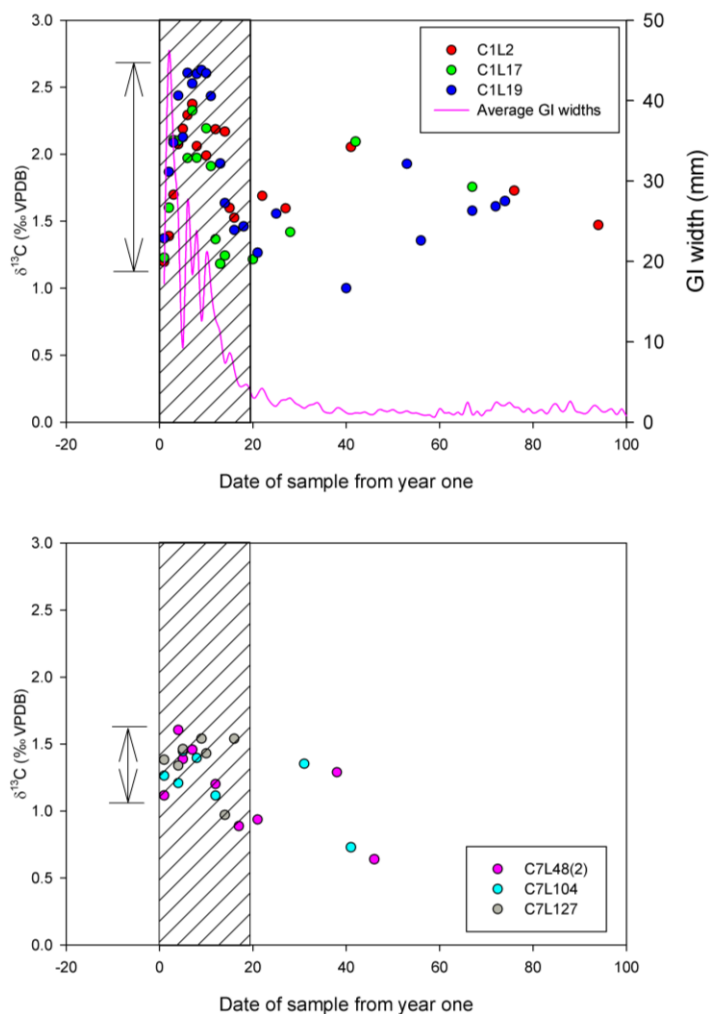 3.0
2.5
2.0
1.5
1.0
0.5
0.0
δ13C (‰ VPDB)
50
40
30
20
10
0
GI width (mm)
C1L2
C1L17
C1L19
Average GI widths
-20 0 20 40 60 80 100
Date of sample from year one
3.0
2.5
2.0
1.5
1.0
0.5
0.0
δ13C (‰ VPDB)
C7L48(2)
C7L104
C7L127
-20 0 20 40 60 80 100
Date of sample from year one